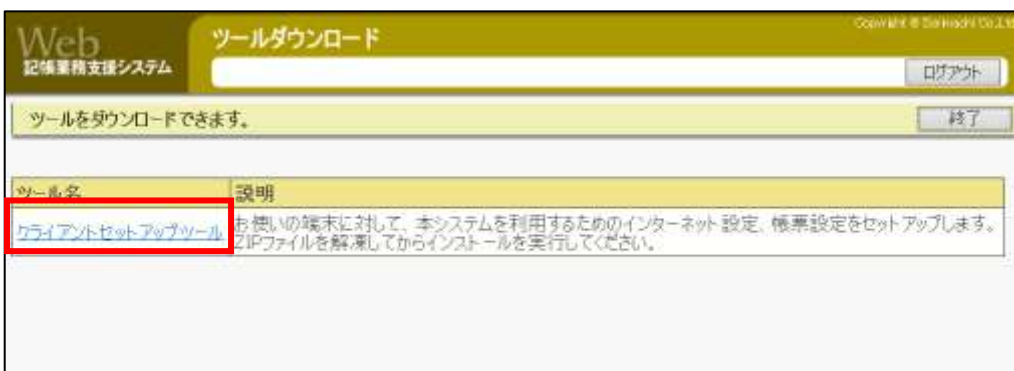 Web
記帳業務支援システム
ツールダウンロード
ログアウト
ツールをダウンロードできます。
終了
ツール名
説明
クライアントセットアップツール
お使いの端末に対して、本システムを利用するためのインターネット設定、帳票設定をセットアップします。
ZIPファイルを解凍してからインストールを実行してください。